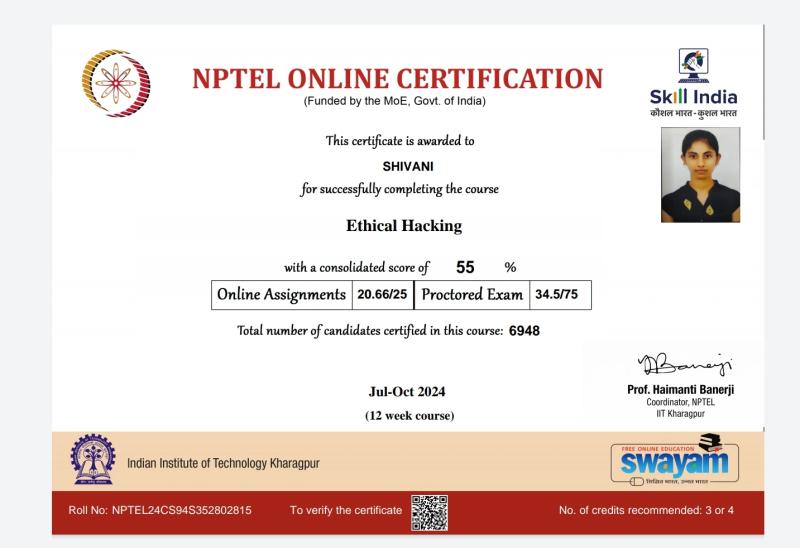 NPTEL ONLINE CERTIFICATION
(Funded by the MoE, Govt. of India)
Skill India
कौशल भारत - कुशल भारत
This certificate is awarded to
SHIVANI
for successfully completing the course
Ethical Hacking
with a consolidated score of 55 %
Online Assignments 20.66/25 Proctored Exam 34.5/75
Total number of candidates certified in this course: 6948
Jul-Oct 2024
(12 week course)
Prof. Haimanti Banerji
Coordinator, NPTEL
IIT Kharagpur
Indian Institute of Technology Kharagpur
FREE ONLINE EDUCATION
swayam
शिक्षित भारत, उन्नत भारत
Roll No: NPTEL24CS94S352802815 To verify the certificate No. of credits recommended: 3 or 4